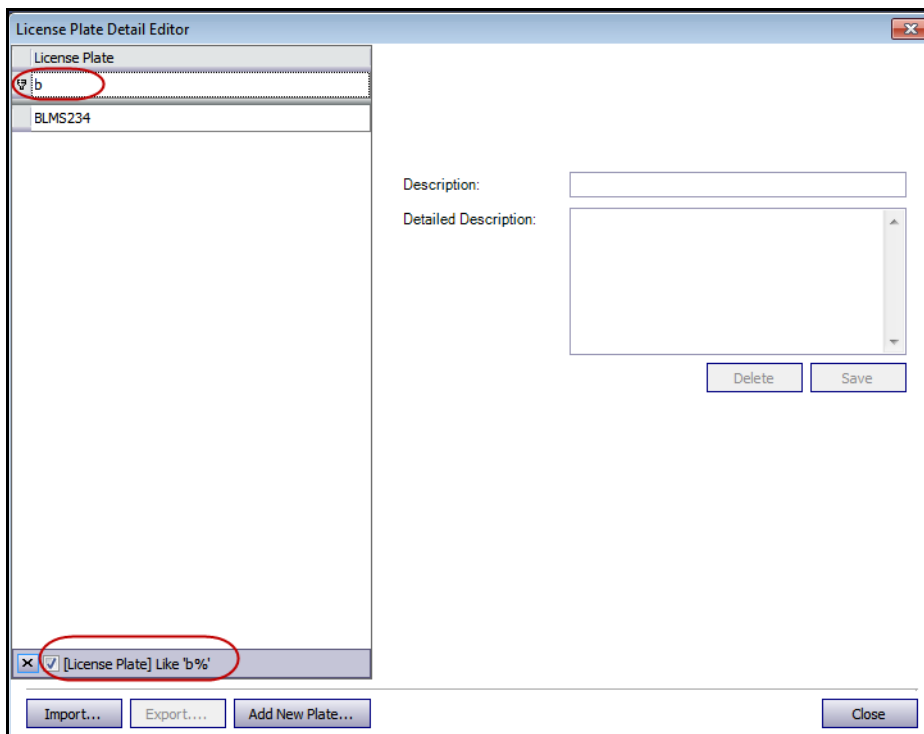 License Plate Detail Editor
License Plate
b
BLMS234
Description:
Detailed Description:
Delete Save
[License Plate] Like 'b%'
Import... Export.... Add New Plate... Close